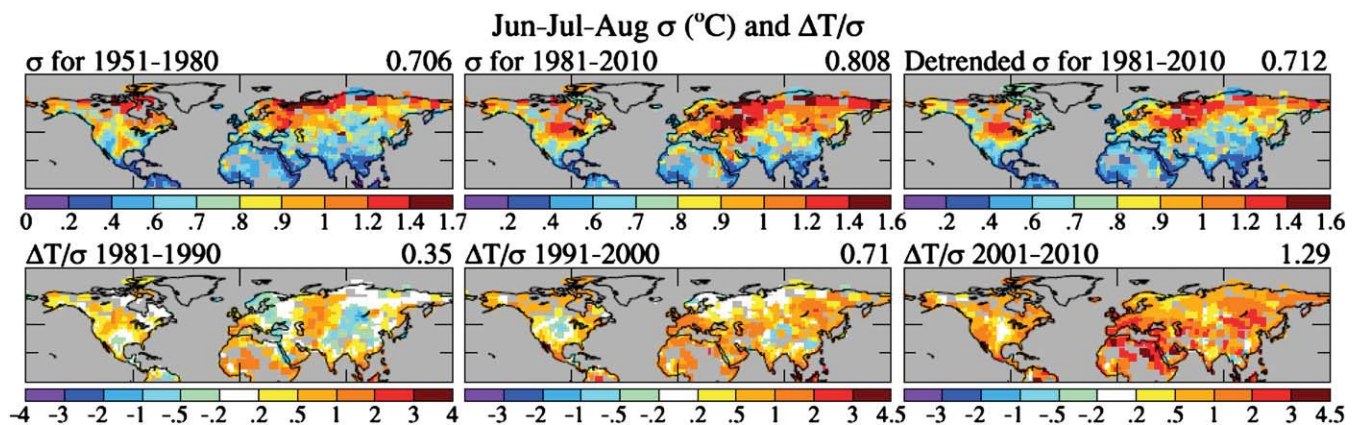 Jun-Jul-Aug σ (°C) and ΔT/σ
σ for 1951-1980 0.706
σ for 1981-2010 0.808
Detrended σ for 1981-2010 0.712
0 .2 .4 .6 .7 .8 .9 1 1.2 1.4 1.7
.2 .4 .6 .7 .8 .9 1 1.2 1.4 1.6
.2 .4 .6 .7 .8 .9 1 1.2 1.4 1.6
ΔT/σ 1981-1990 0.35
ΔT/σ 1991-2000 0.71
ΔT/σ 2001-2010 1.29
-4 -3 -2 -1 -.5 -.2 .2 .5 1 2 3 4
-3 -2 -1 -.5 -.2 .2 .5 1 2 3 4.5
-3 -2 -1 -.5 -.2 .2 .5 1 2 3 4.5